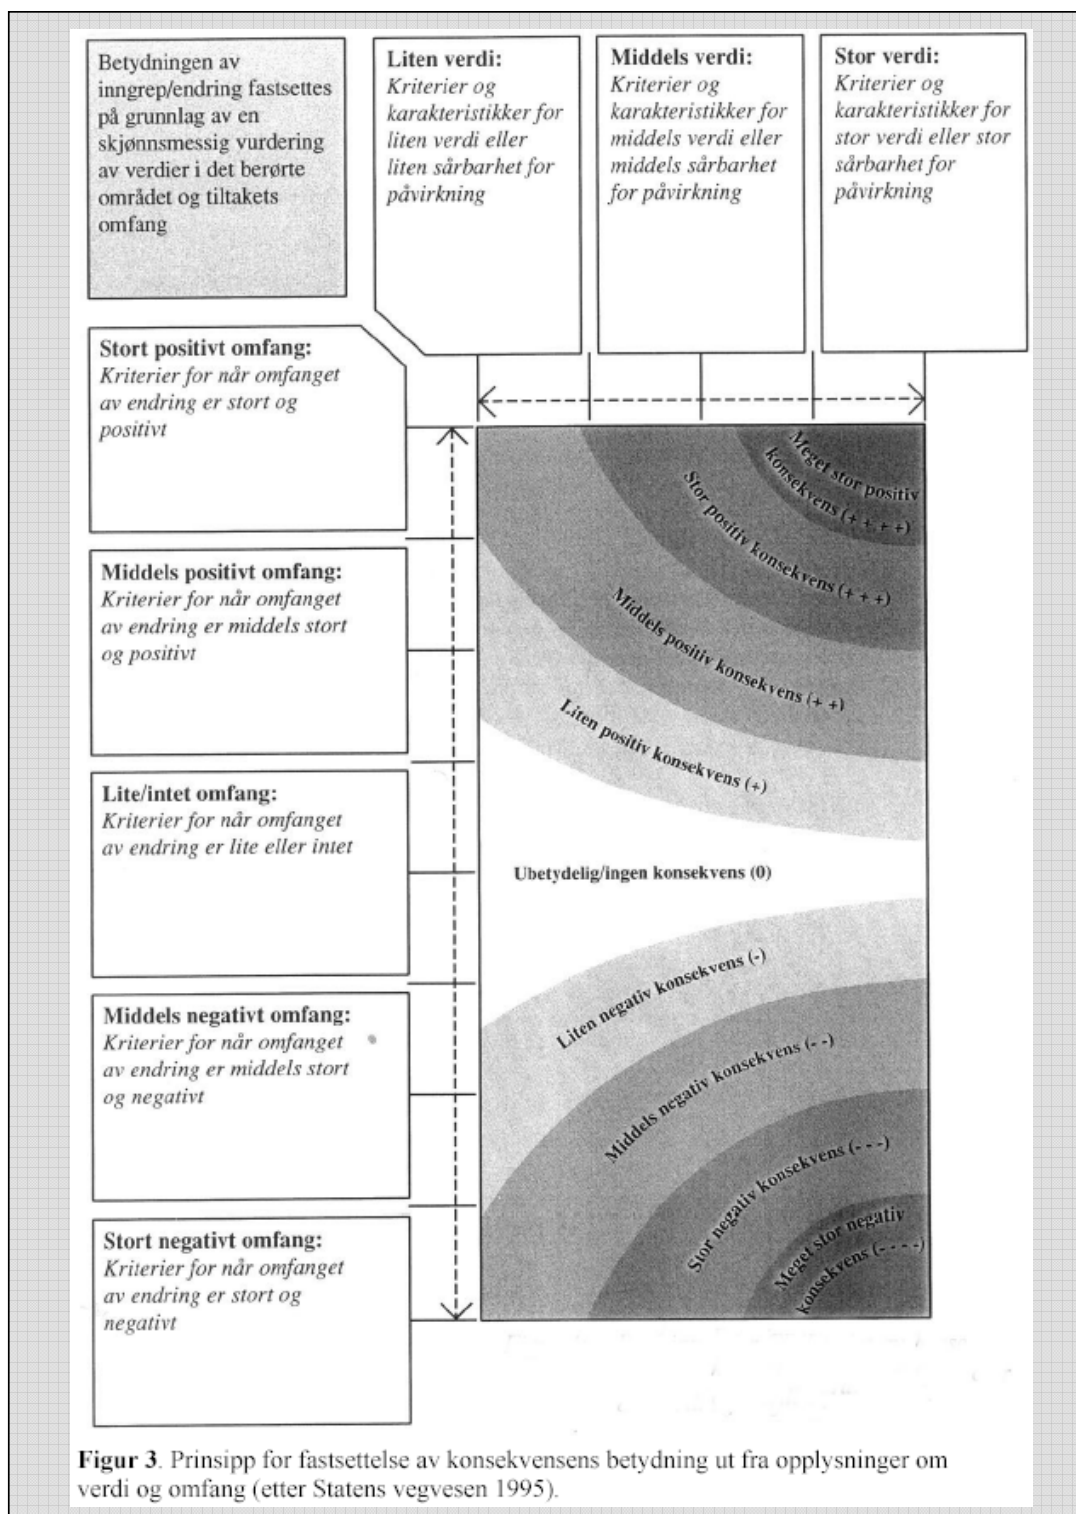 Betydningen av
inngrep/endring fastsettes
på grunnlag av en
skjønnsmessig vurdering
av verdier i det berørte
området og tiltakets
omfang
Liten verdi:
Kriterier og
karakteristikker for
liten verdi eller
liten sårbarhet for
påvirkning
Middels verdi:
Kriterier og
karakteristikker for
middels verdi eller
middels sårbarhet
for påvirkning
Stor verdi:
Kriterier og
karakteristikker for
stor verdi eller stor
sårbarhet for
påvirkning
Stort positivt omfang:
Kriterier for når omfanget
av endring er stort og
positivt
Middels positivt omfang:
Kriterier for når omfanget
av endring er middels stort
og positivt
Lite/intet omfang:
Kriterier for når omfanget
av endring er lite eller intet
Middels negativt omfang:
Kriterier for når omfanget
av endring er middels stort
og negativt
Stort negativt omfang:
Kriterier for når omfanget
av endring er stort og
negativt
Meget stor positiv
konsekvens (+ + + +)
Stor positiv konsekvens (+ + +)
Middels positiv konsekvens (+ +)
Liten positiv konsekvens (+)
Ubetydelig/ingen konsekvens (0)
Liten negativ konsekvens (-)
Middels negativ konsekvens (- -)
Stor negativ konsekvens (- - -)
Meget stor negativ
konsekvens (- - - -)
Figur 3. Prinsipp for fastsettelse av konsekvensens betydning ut fra opplysninger om
verdi og omfang (etter Statens vegvesen 1995).